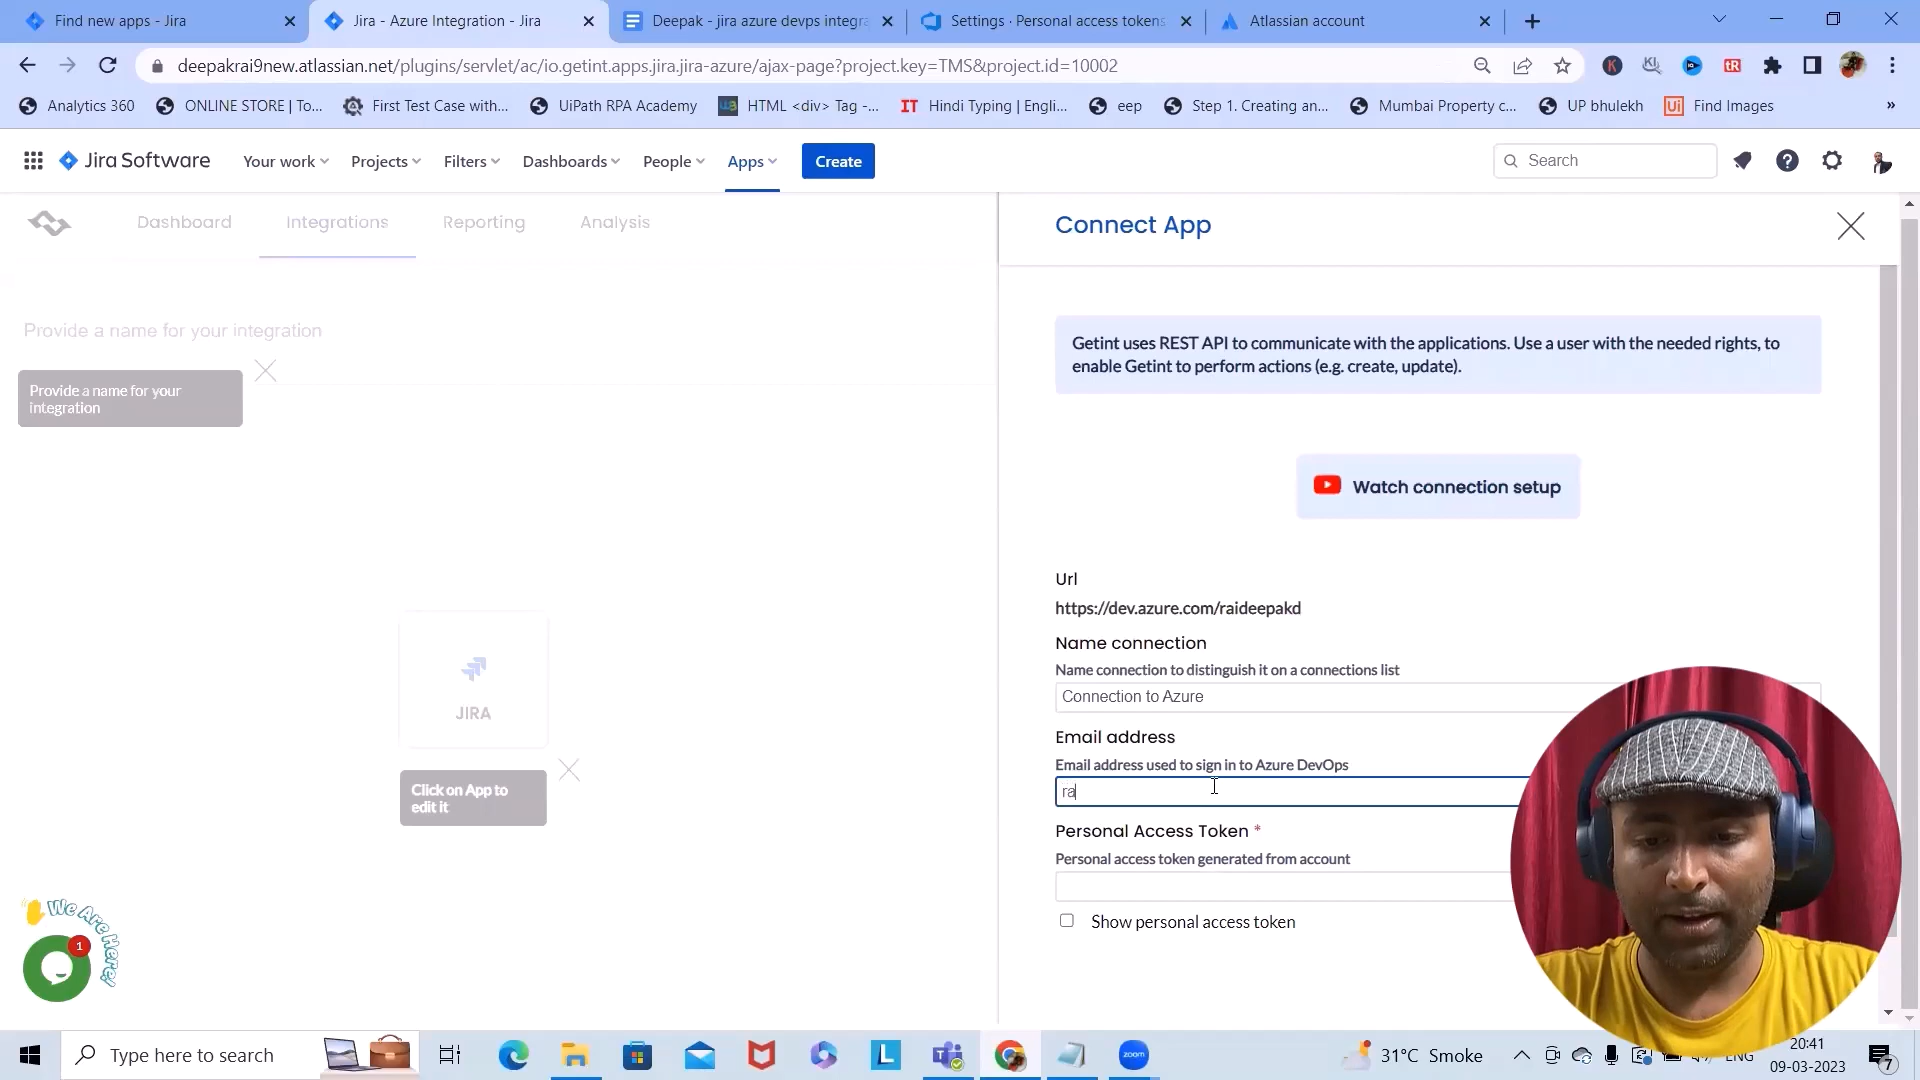 Find new apps - Jira
Jira - Azure Integration - Jira
Deepak - jira azure devps integra
Settings · Personal access tokens
Atlassian account
deepakrai9new.atlassian.net/plugins/servlet/ac/io.getint.apps.jira.jira-azure/ajax-page?project.key=TMS&project.id=10002
Analytics 360
ONLINE STORE | To...
First Test Case with...
UiPath RPA Academy
HTML <div> Tag -...
IT Hindi Typing | Engli...
eep
Step 1. Creating an...
Mumbai Property c...
UP bhulekh
Ui Find Images
»
Jira Software
Your work
Projects
Filters
Dashboards
People
Apps
Create
Search
Dashboard
Integrations
Reporting
Analysis
Connect App
Provide a name for your integration
Provide a name for your
integration
Getint uses REST API to communicate with the applications. Use a user with the needed rights, to
enable Getint to perform actions (e.g. create, update).
Watch connection setup
Url
https://dev.azure.com/raideepakd
Name connection
Name connection to distinguish it on a connections list
Connection to Azure
Email address
Email address used to sign in to Azure DevOps
ra
Personal Access Token *
Personal access token generated from account
Show personal access token
JIRA
Click on App to
edit it
We Are Here!
1
Type here to search
L
zoom
31°C Smoke
ENG
20:41
09-03-2023
7